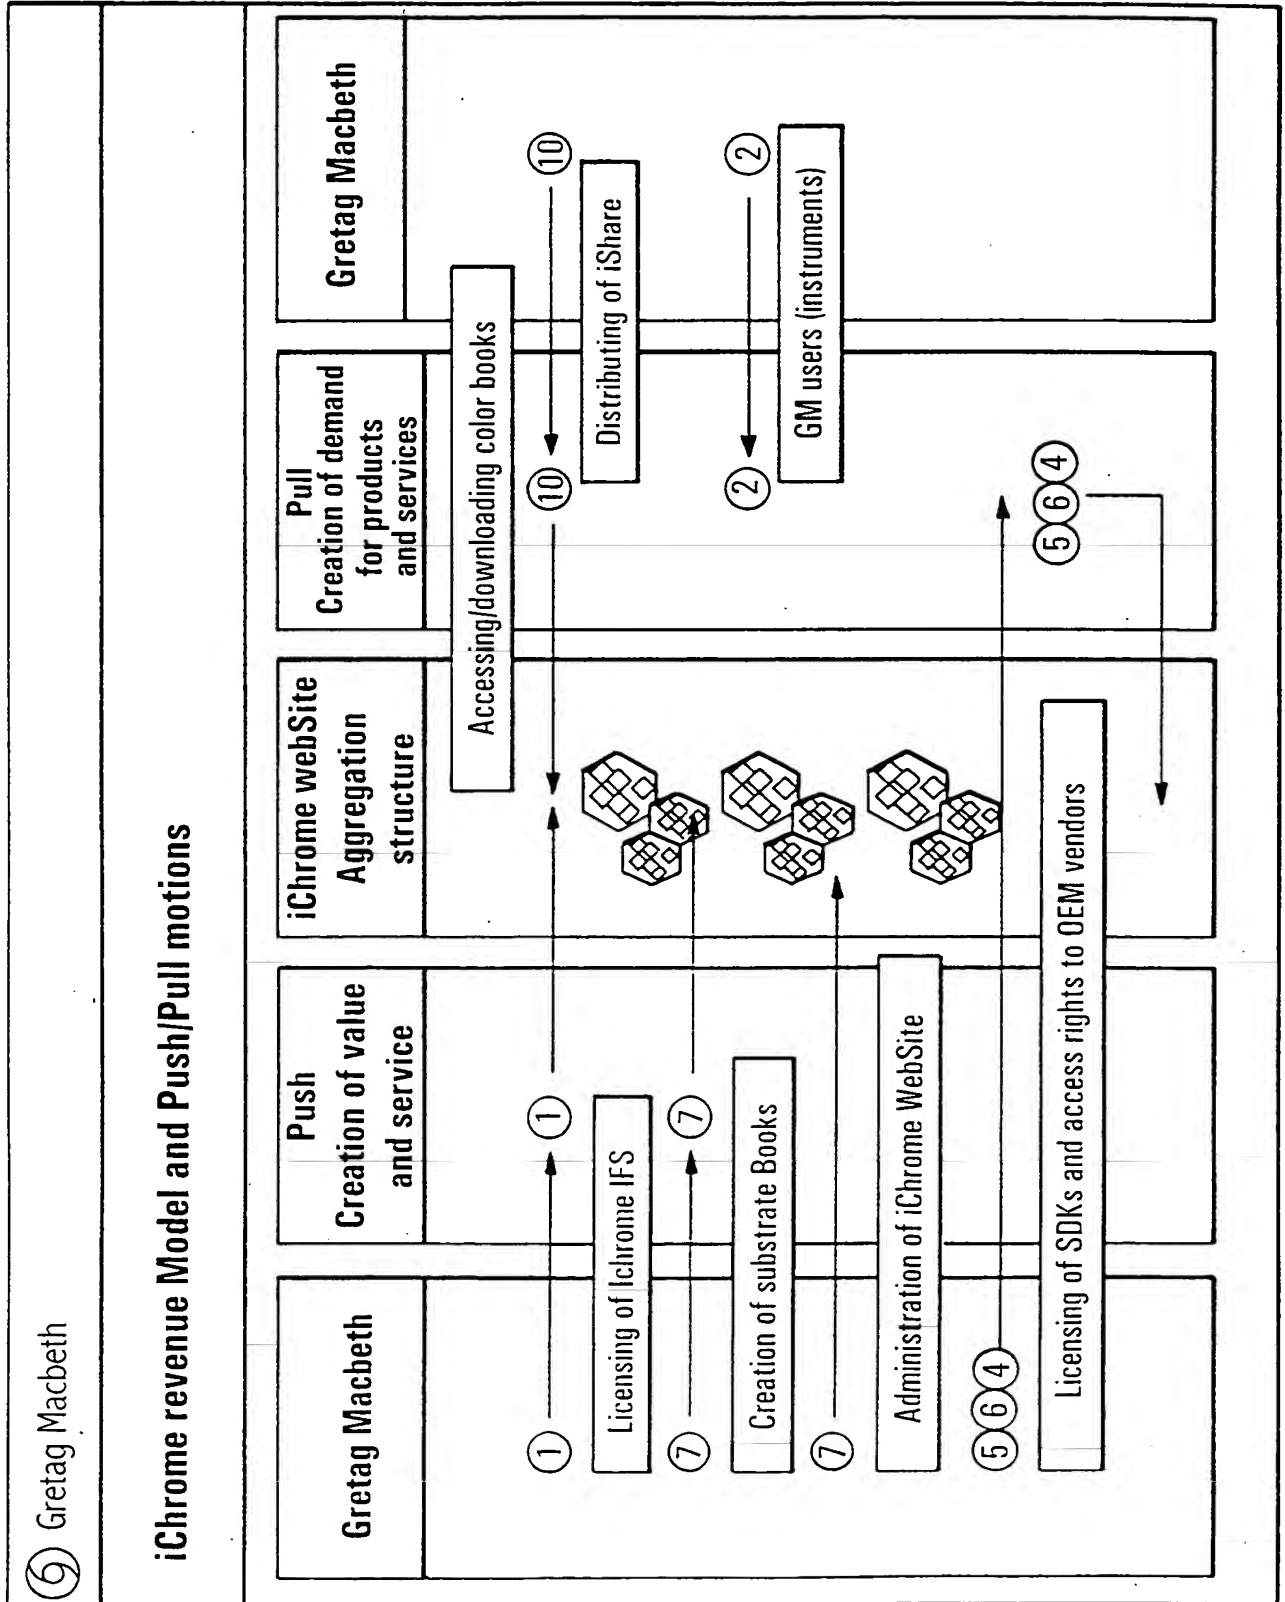 Gretag Macbeth
iChrome revenue Model and Push/Pull motions
Gretag Macbeth
Push
Creation of value
and service
iChrome webSite
Aggregation
structure
Pull
Creation of demand
for products
and services
Gretag Macbeth
Accessing/downloading color books
1
1
10
10
Licensing of Ichrome IFS
Distributing of iShare
7
7
2
2
Creation of substrate Books
GM users (instruments)
7
Administration of iChrome WebSite
5 6 4
5 6 4
Licensing of SDKs and access rights to OEM vendors